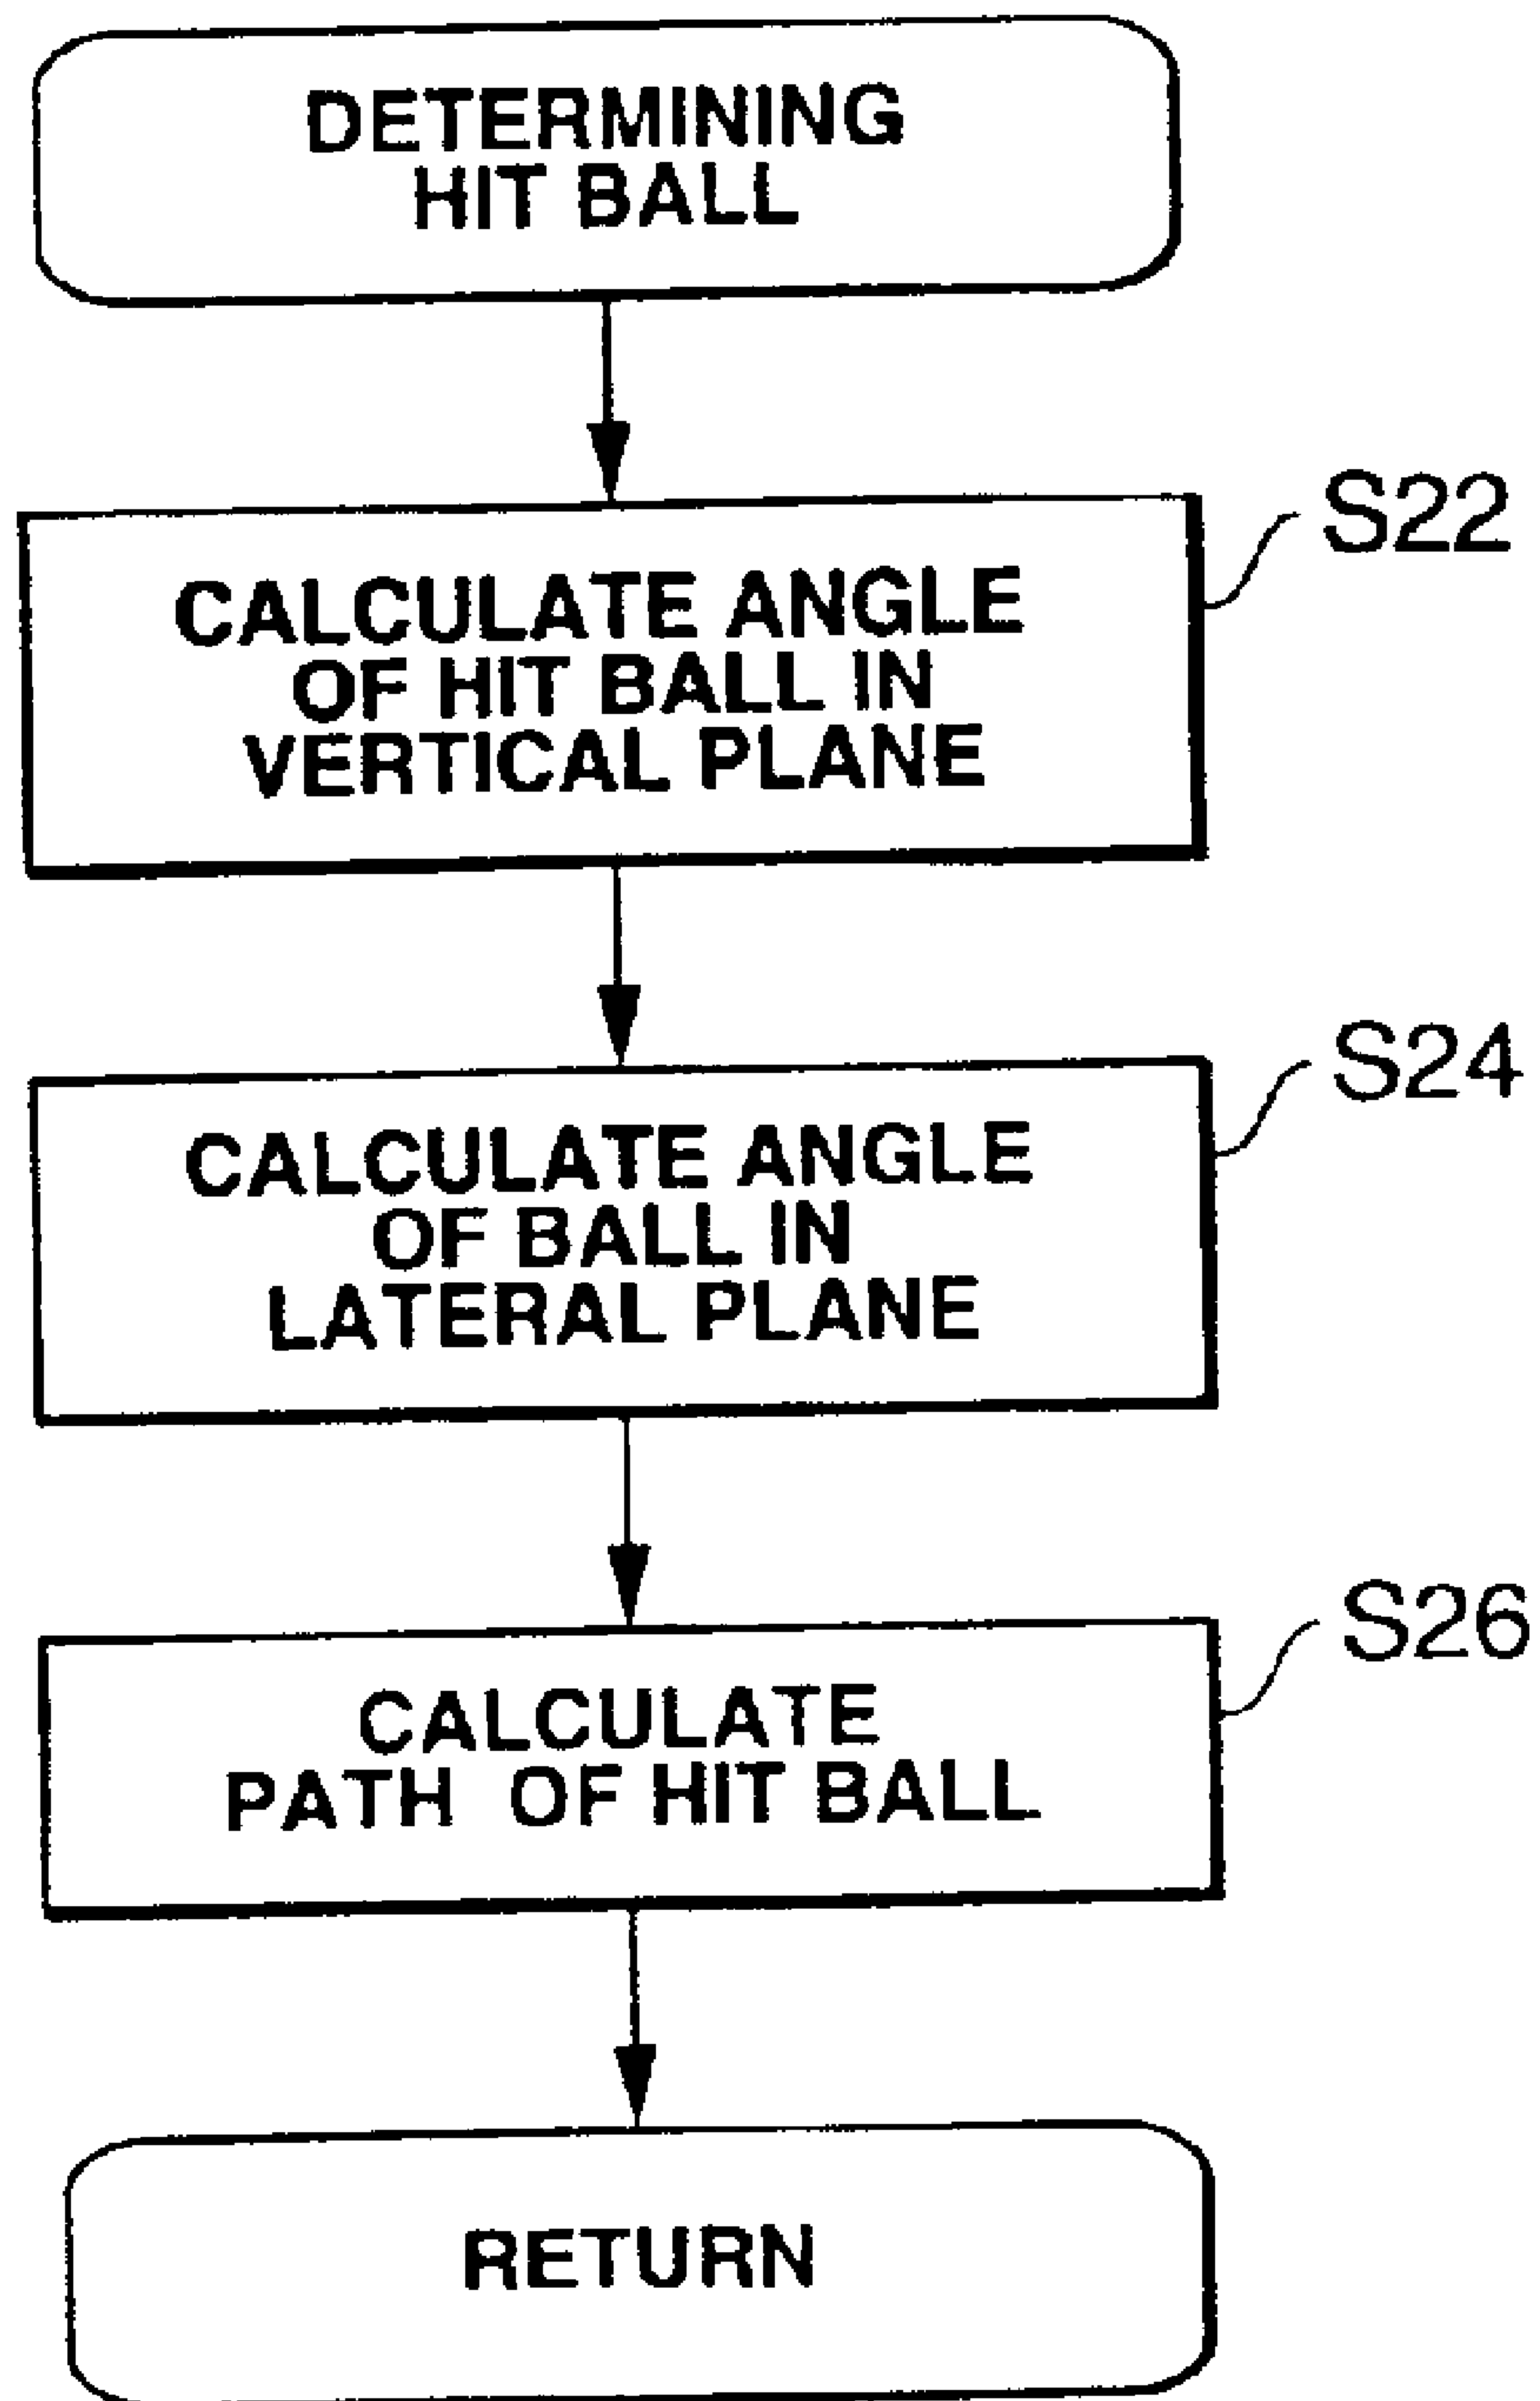 DETERMINING
HIT BALL
S22
CALCULATE ANGLE
OF HIT BALL IN
VERTICAL PLANE
S24
CALCULATE ANGLE
OF BALL IN
LATERAL PLANE
S26
CALCULATE
PATH OF HIT BALL
RETURN